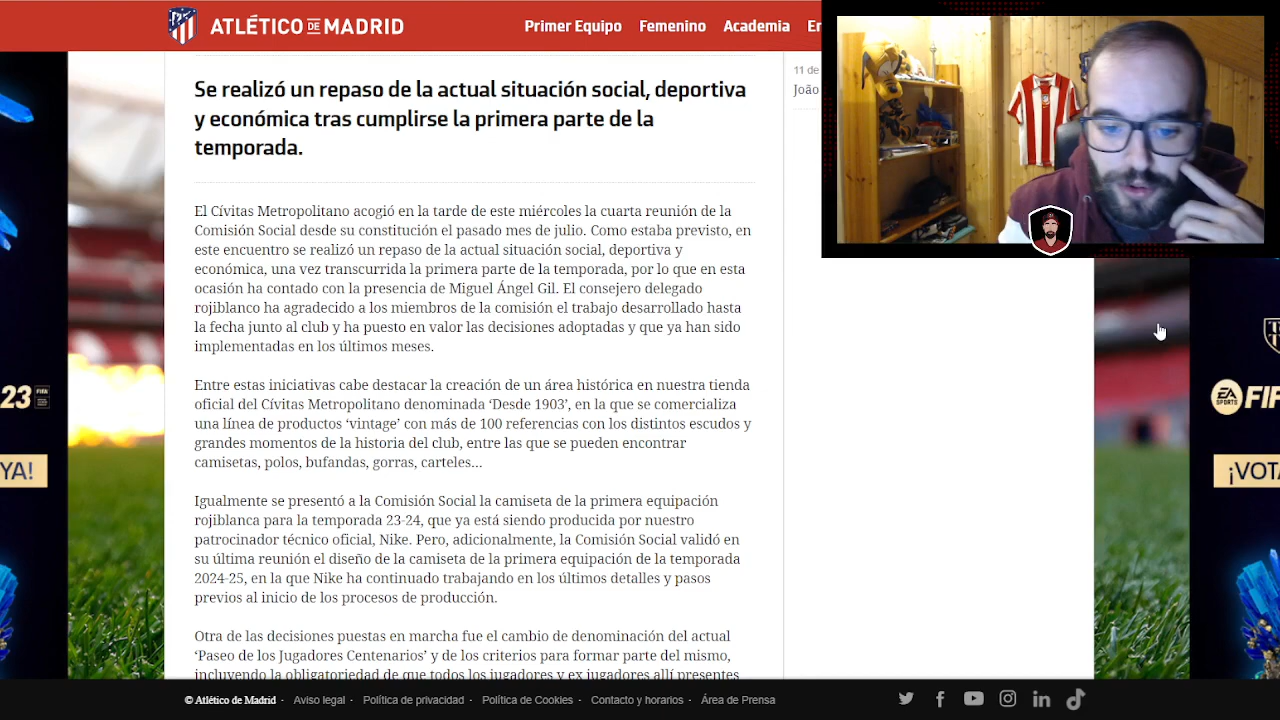 ATLÉTICO DE MADRID
Primer Equipo Femenino Academia
11 de
João
Se realizó un repaso de la actual situación social, deportiva
y económica tras cumplirse la primera parte de la
temporada.
El Cívitas Metropolitano acogió en la tarde de este miércoles la cuarta reunión de la
Comisión Social desde su constitución el pasado mes de julio. Como estaba previsto, en
este encuentro se realizó un repaso de la actual situación social, deportiva y
económica, una vez transcurrida la primera parte de la temporada, por lo que en esta
ocasión ha contado con la presencia de Miguel Ángel Gil. El consejero delegado
rojiblanco ha agradecido a los miembros de la comisión el trabajo desarrollado hasta
la fecha junto al club y ha puesto en valor las decisiones adoptadas y que ya han sido
implementadas en los últimos meses.
Entre estas iniciativas cabe destacar la creación de un área histórica en nuestra tienda
oficial del Cívitas Metropolitano denominada ‘Desde 1903’, en la que se comercializa
una línea de productos ‘vintage’ con más de 100 referencias con los distintos escudos y
grandes momentos de la historia del club, entre las que se pueden encontrar
camisetas, polos, bufandas, gorras, carteles…
Igualmente se presentó a la Comisión Social la camiseta de la primera equipación
rojiblanca para la temporada 23-24, que ya está siendo producida por nuestro
patrocinador técnico oficial, Nike. Pero, adicionalmente, la Comisión Social validó en
su última reunión el diseño de la camiseta de la primera equipación de la temporada
2024-25, en la que Nike ha continuado trabajando en los últimos detalles y pasos
previos al inicio de los procesos de producción.
Otra de las decisiones puestas en marcha fue el cambio de denominación del actual
‘Paseo de los Jugadores Centenarios’ y de los criterios para formar parte del mismo,
incluyendo la obligatoriedad de que todos los jugadores y ex jugadores allí presentes
23
YA!
EA SPORTS FIF
¡VOTA
© Atlético de Madrid · Aviso legal · Política de privacidad · Política de Cookies · Contacto y horarios · Área de Prensa